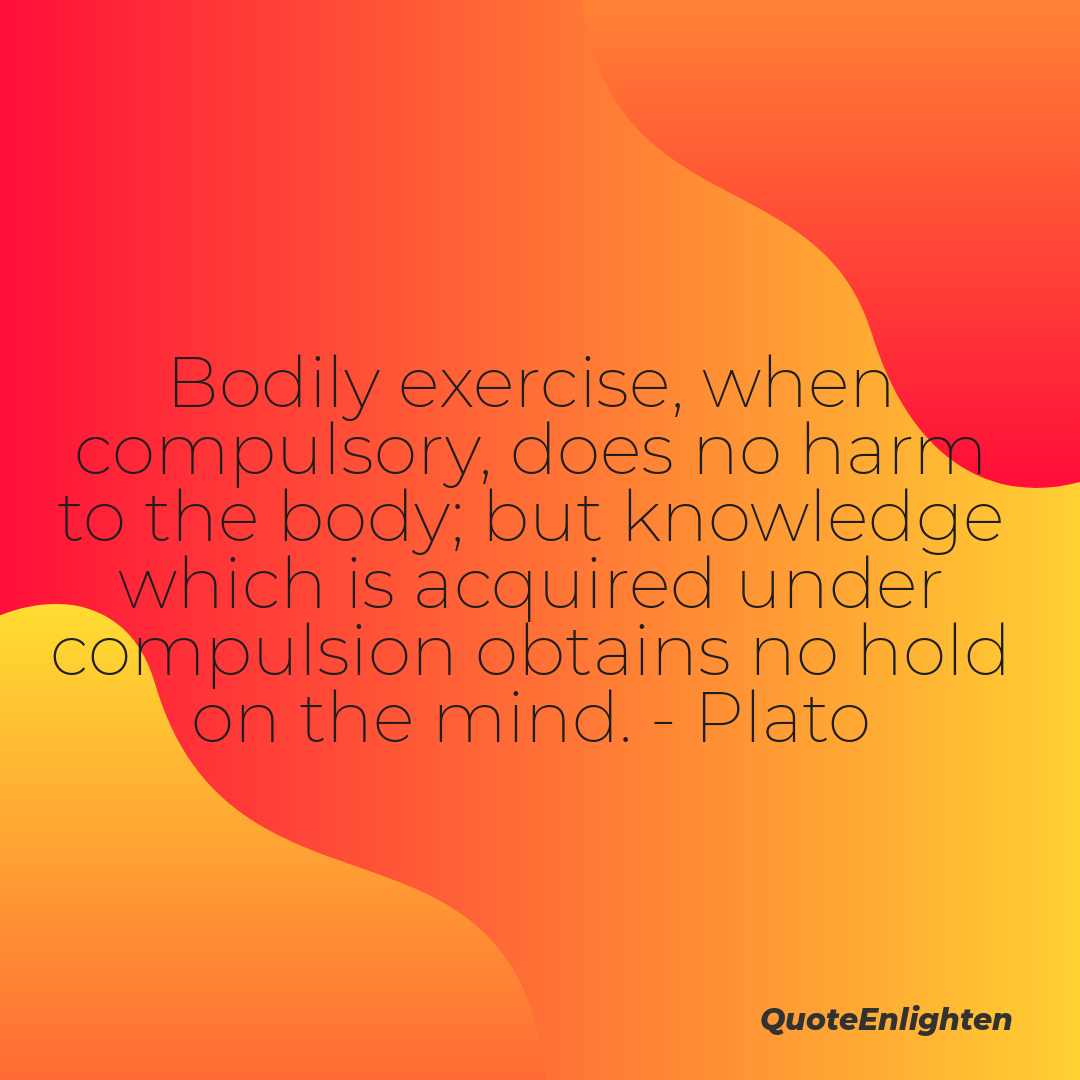 Bodily exercise, when
compulsory, does no harm
to the body; but knowledge
which is acquired under
compulsion obtains no hold
on the mind. - Plato
QuoteEnlighten